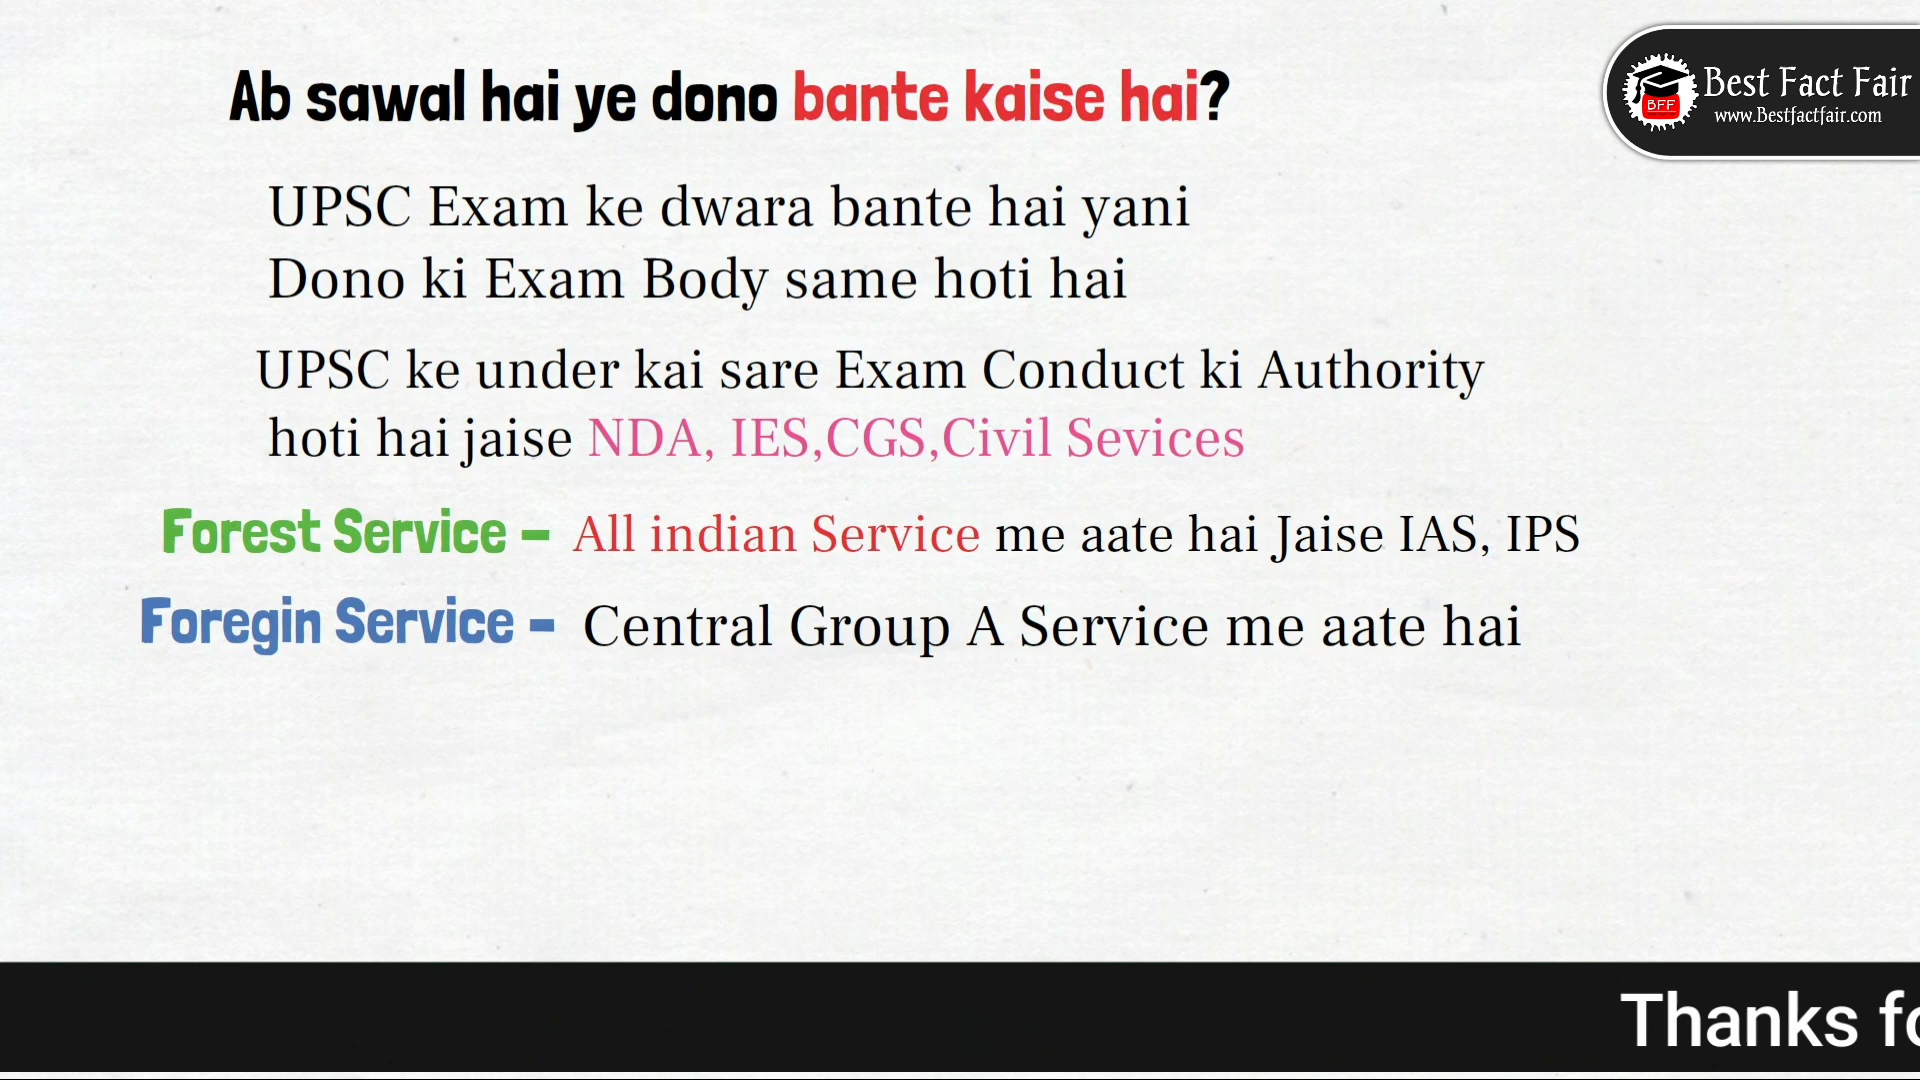 Ab sawal hai ye dono bante kaise hai?
BFF
Best Fact Fair
www.Bestfactfair.com
UPSC Exam ke dwara bante hai yani
Dono ki Exam Body same hoti hai
UPSC ke under kai sare Exam Conduct ki Authority
hoti hai jaise NDA, IES,CGS,Civil Sevices
Forest Service - All indian Service me aate hai Jaise IAS, IPS
Foregin Service - Central Group A Service me aate hai
Thanks fo